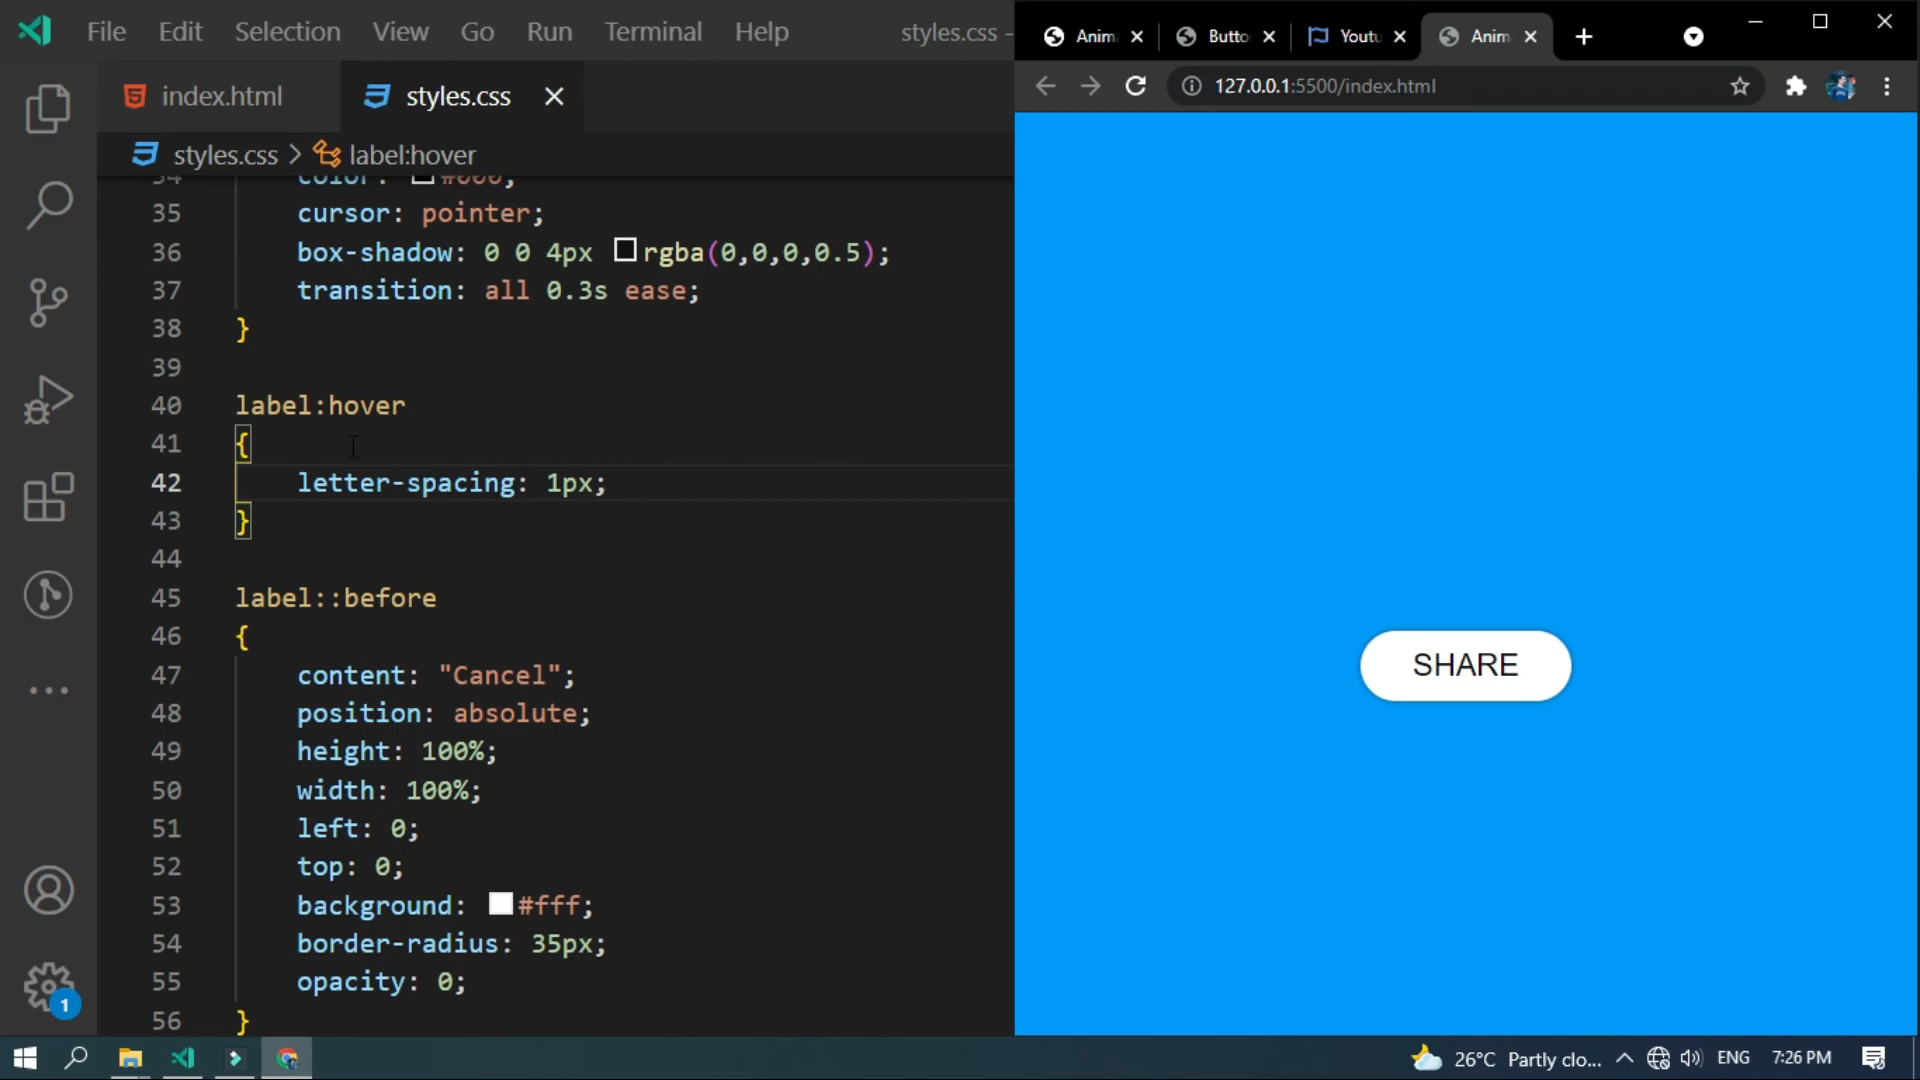 File Edit Selection View Go Run Terminal Help styles.css -
index.html styles.css
styles.css > label:hover
34 color: #000;
35 cursor: pointer;
36 box-shadow: 0 0 4px rgba(0,0,0,0.5);
37 transition: all 0.3s ease;
38 }
39
40 label:hover
41 {
42 letter-spacing: 1px;
43 }
44
45 label::before
46 {
47 content: "Cancel";
48 position: absolute;
49 height: 100%;
50 width: 100%;
51 left: 0;
52 top: 0;
53 background: #fff;
54 border-radius: 35px;
55 opacity: 0;
56 }
1
Anim Butto Youtu Anim
127.0.0.1:5500/index.html
SHARE
26°C Partly clo... ENG 7:26 PM